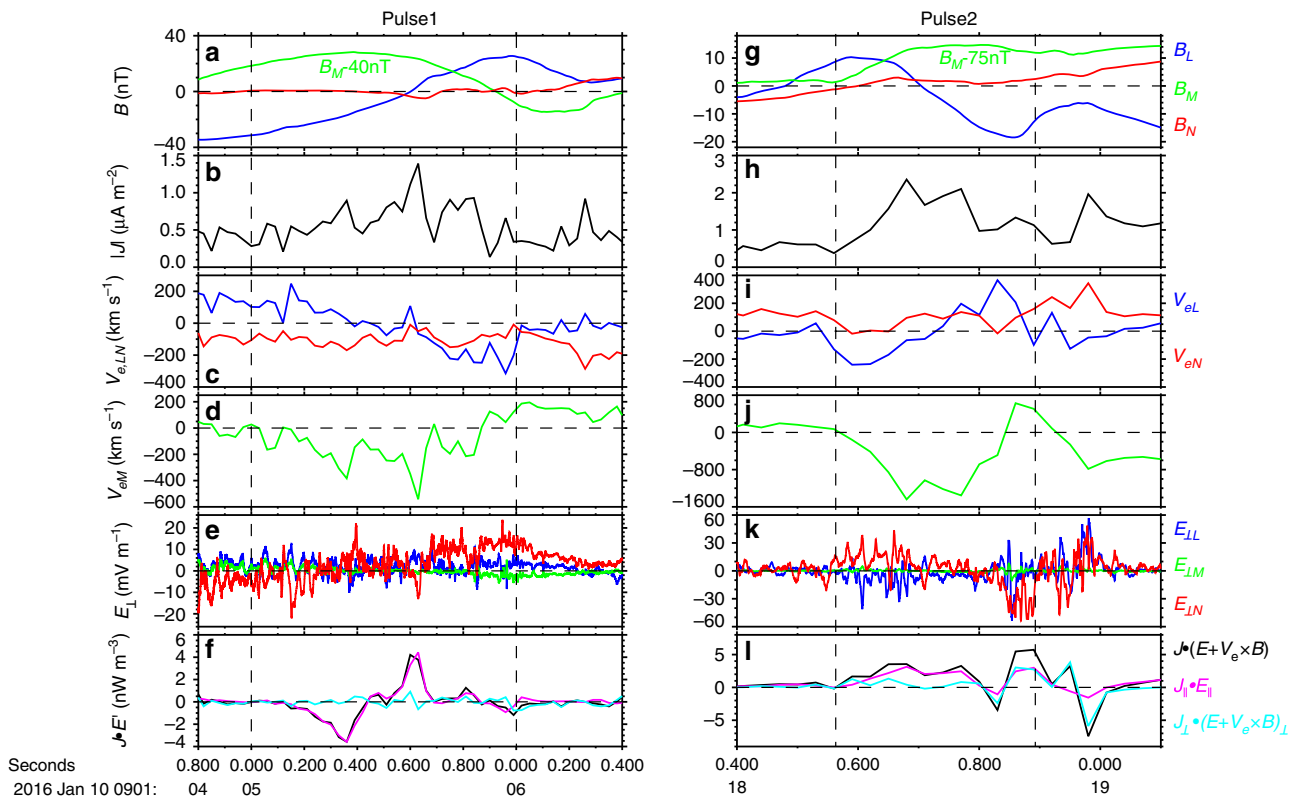 Pulse1
Pulse2
a
B_M-40nT
B (nT)
40
0
−40
g
B_M-75nT
10
0
−10
−20
B_L
B_M
B_N
b
|J| (μA m⁻²)
1.5
1.0
0.5
0.0
h
3
2
1
0
c
V_e,LN (km s⁻¹)
200
0
−200
−400
i
400
200
0
−200
−400
V_eL
V_eN
d
V_eM (km s⁻¹)
200
0
−200
−400
−600
j
800
0
−800
−1600
e
E_⊥ (mV m⁻¹)
20
10
0
−10
−20
k
60
30
0
−30
−60
E_⊥L
E_⊥M
E_⊥N
f
J•E′ (nW m⁻³)
6
4
2
0
−2
−4
l
5
0
−5
J•(E+V_e×B)
J_∥•E_∥
J_⊥•(E+V_e×B)_⊥
Seconds 0.800 0.000 0.200 0.400 0.600 0.800 0.000 0.200 0.400 0.400 0.600 0.800 0.000
2016 Jan 10 0901: 04 05 06 18 19